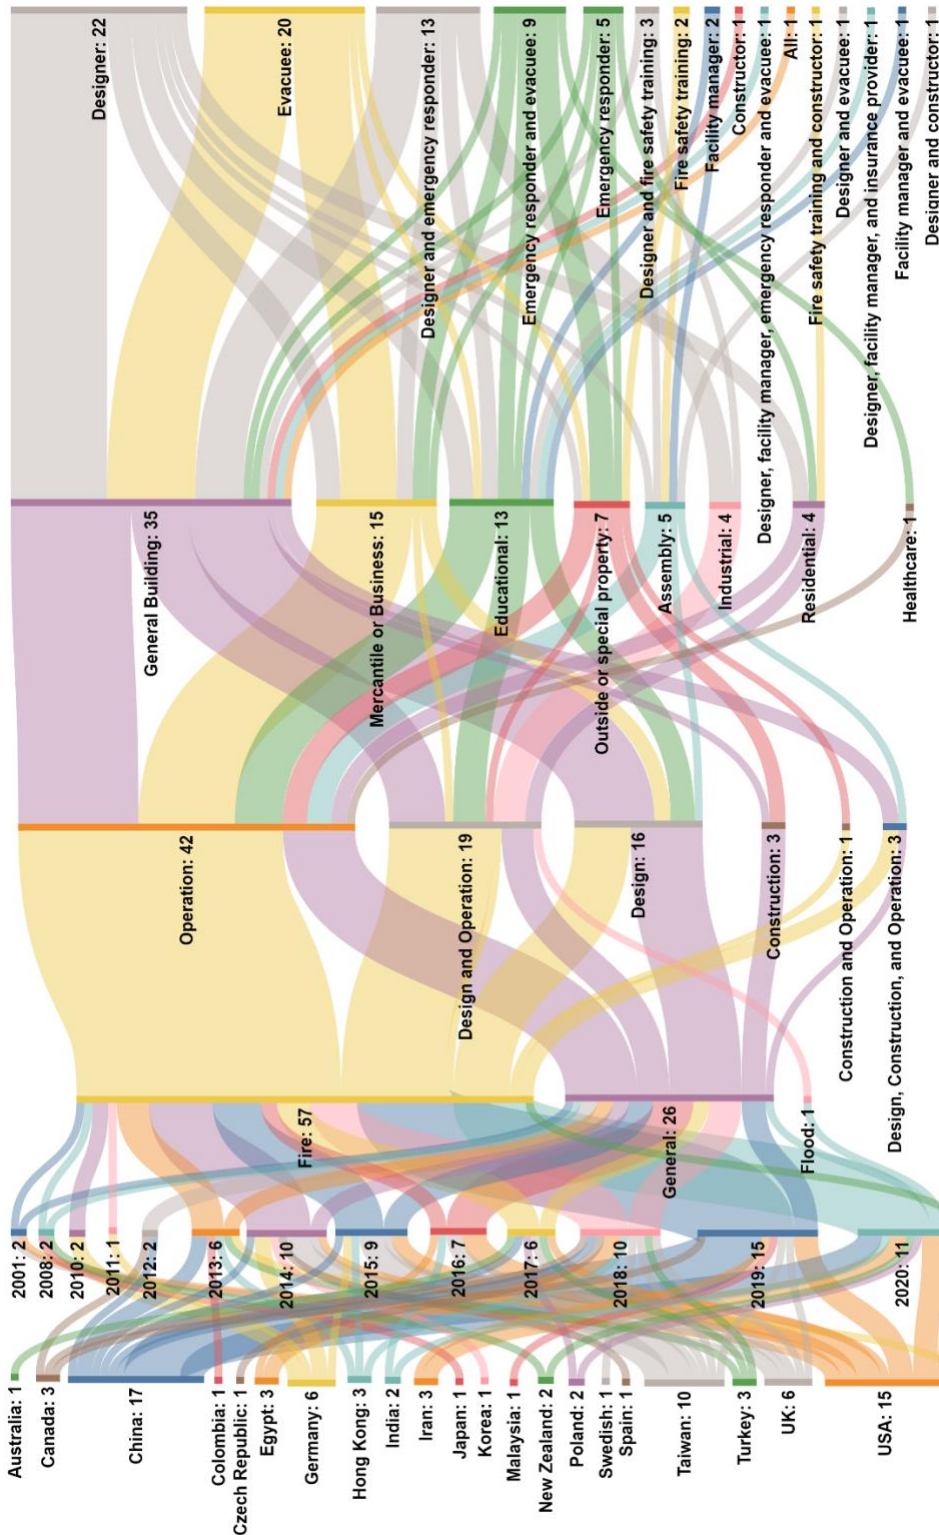 Australia: 1
Canada: 3
China: 17
Colombia: 1
Czech Republic: 1
Egypt: 3
Germany: 6
Hong Kong: 3
India: 2
Iran: 3
Japan: 1
Korea: 1
Malaysia: 1
New Zealand: 2
Poland: 2
Swedish: 1
Spain: 1
Taiwan: 10
Turkey: 3
UK: 6
USA: 15
2001: 2
2008: 2
2010: 2
2011: 1
2012: 2
2013: 6
2014: 10
2015: 9
2016: 7
2017: 6
2018: 10
2019: 15
2020: 11
Fire: 57
General: 26
Flood: 1
Operation: 42
Design and Operation: 19
Design: 16
Construction: 3
Construction and Operation: 1
Design, Construction, and Operation: 3
General Building: 35
Mercantile or Business: 15
Educational: 13
Outside or special property: 7
Assembly: 5
Industrial: 4
Residential: 4
Healthcare: 1
Designer: 22
Evacuee: 20
Designer and emergency responder: 13
Emergency responder and evacuee: 9
Emergency responder: 5
Designer and fire safety training: 3
Fire safety training: 2
Facility manager: 2
Constructor: 1
Designer, facility manager, emergency responder and evacuee: 1
All: 1
Fire safety training and constructor: 1
Designer and evacuee: 1
Designer, facility manager, and insurance provider: 1
Facility manager and evacuee: 1
Designer and constructor: 1